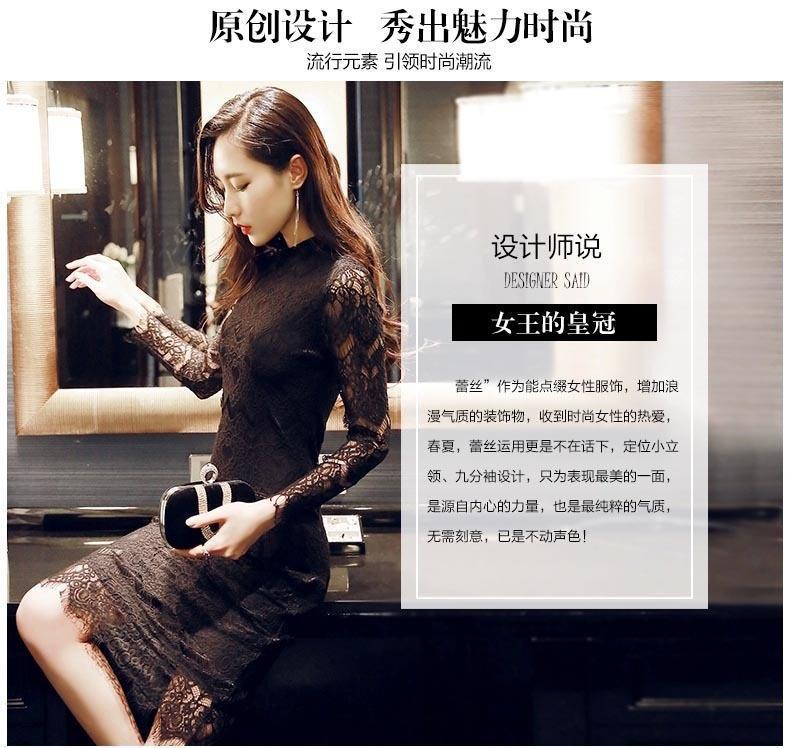 原创设计 秀出魅力时尚
流行元素 引领时尚潮流
设计师说
DESIGNER SAID
女王的皇冠
蕾丝”作为能点缀女性服饰，增加浪
漫气质的装饰物，收到时尚女性的热爱，
春夏，蕾丝运用更是不在话下，定位小立
领、九分袖设计，只为表现最美的一面，
是源自内心的力量，也是最纯粹的气质，
无需刻意，已是不动声色！